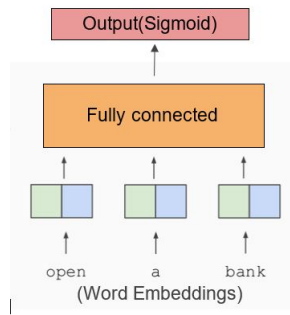 Output(Sigmoid)
Fully connected
open a bank
(Word Embeddings)